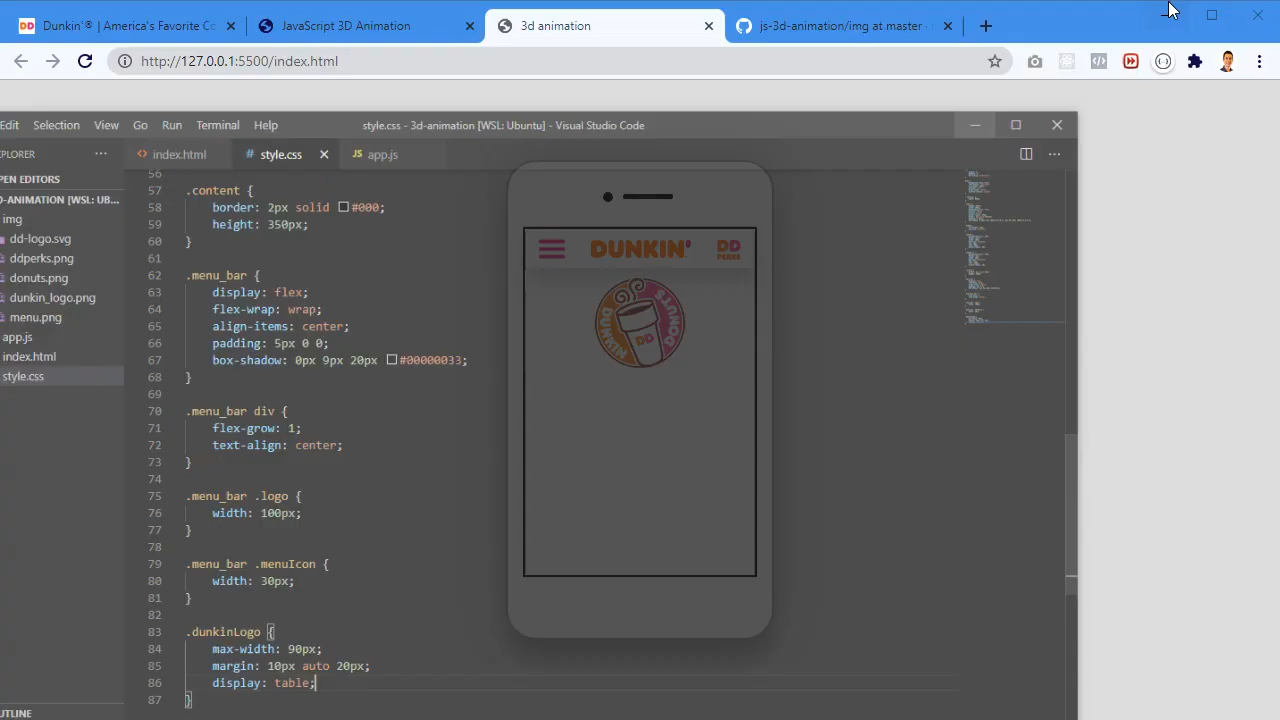 Dunkin'® | America's Favorite Co
JavaScript 3D Animation
3d animation
js-3d-animation/img at master ·
http://127.0.0.1:5500/index.html
Edit Selection View Go Run Terminal Help
style.css - 3d-animation [WSL: Ubuntu] - Visual Studio Code
XPLORER
index.html
# style.css
JS app.js
PEN EDITORS
D-ANIMATION [WSL: UB...
img
dd-logo.svg
ddperks.png
donuts.png
dunkin_logo.png
menu.png
app.js
index.html
style.css
UTLINE
56
57 .content {
58 border: 2px solid #000;
59 height: 350px;
60 }
61
62 .menu_bar {
63 display: flex;
64 flex-wrap: wrap;
65 align-items: center;
66 padding: 5px 0 0;
67 box-shadow: 0px 9px 20px #00000033;
68 }
69
70 .menu_bar div {
71 flex-grow: 1;
72 text-align: center;
73 }
74
75 .menu_bar .logo {
76 width: 100px;
77 }
78
79 .menu_bar .menuIcon {
80 width: 30px;
81 }
82
83 .dunkinLogo {
84 max-width: 90px;
85 margin: 10px auto 20px;
86 display: table;
87 }
DUNKIN'
DD
PERKS
DUNKIN DONUTS
DD